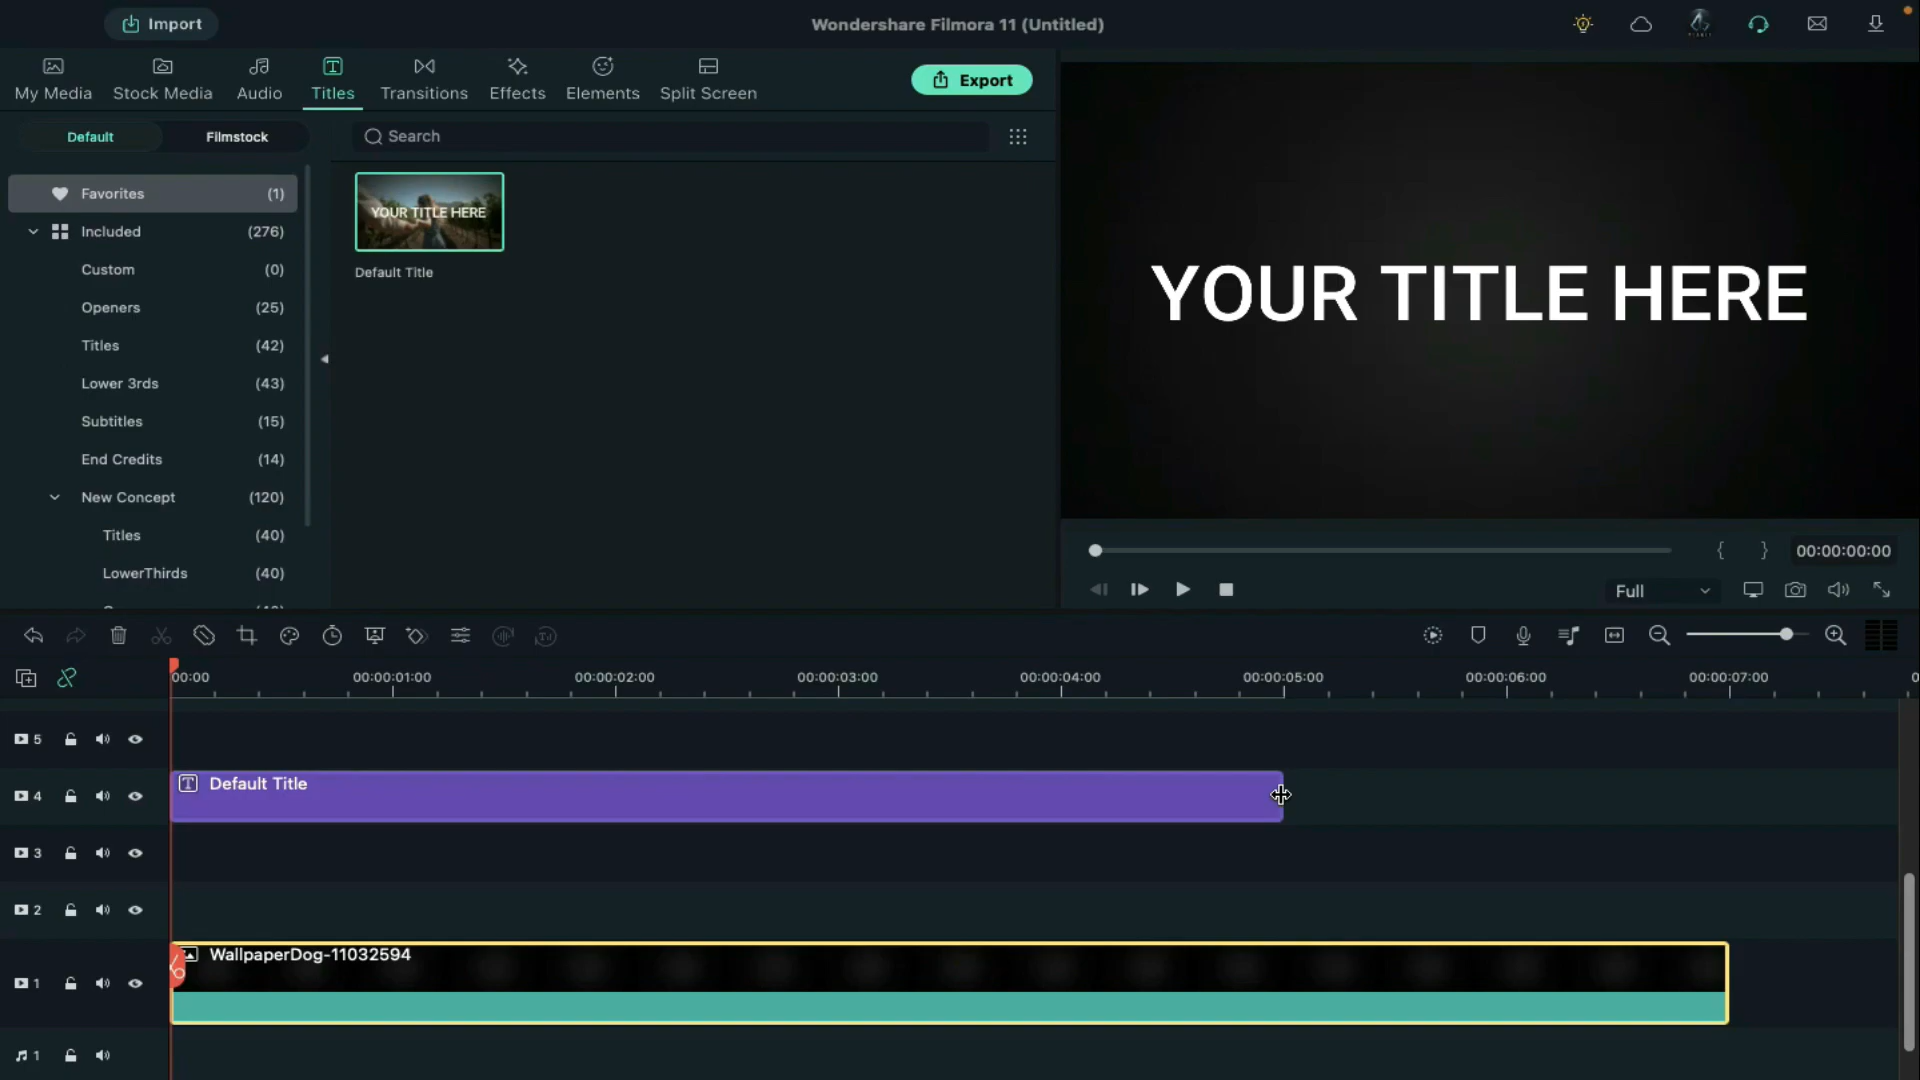 Import
Wondershare Filmora 11 (Untitled)
My Media
Stock Media
Audio
Titles
Transitions
Effects
Elements
Split Screen
Export
Default
Filmstock
Search
Favorites (1)
Included (276)
Custom (0)
Openers (25)
Titles (42)
Lower 3rds (43)
Subtitles (15)
End Credits (14)
New Concept (120)
Titles (40)
LowerThirds (40)
YOUR TITLE HERE
Default Title
YOUR TITLE HERE
00:00:00:00
Full
00:00 00:00:01:00 00:00:02:00 00:00:03:00 00:00:04:00 00:00:05:00 00:00:06:00 00:00:07:00
5
4 Default Title
3
2
WallpaperDog-11032594
1
1